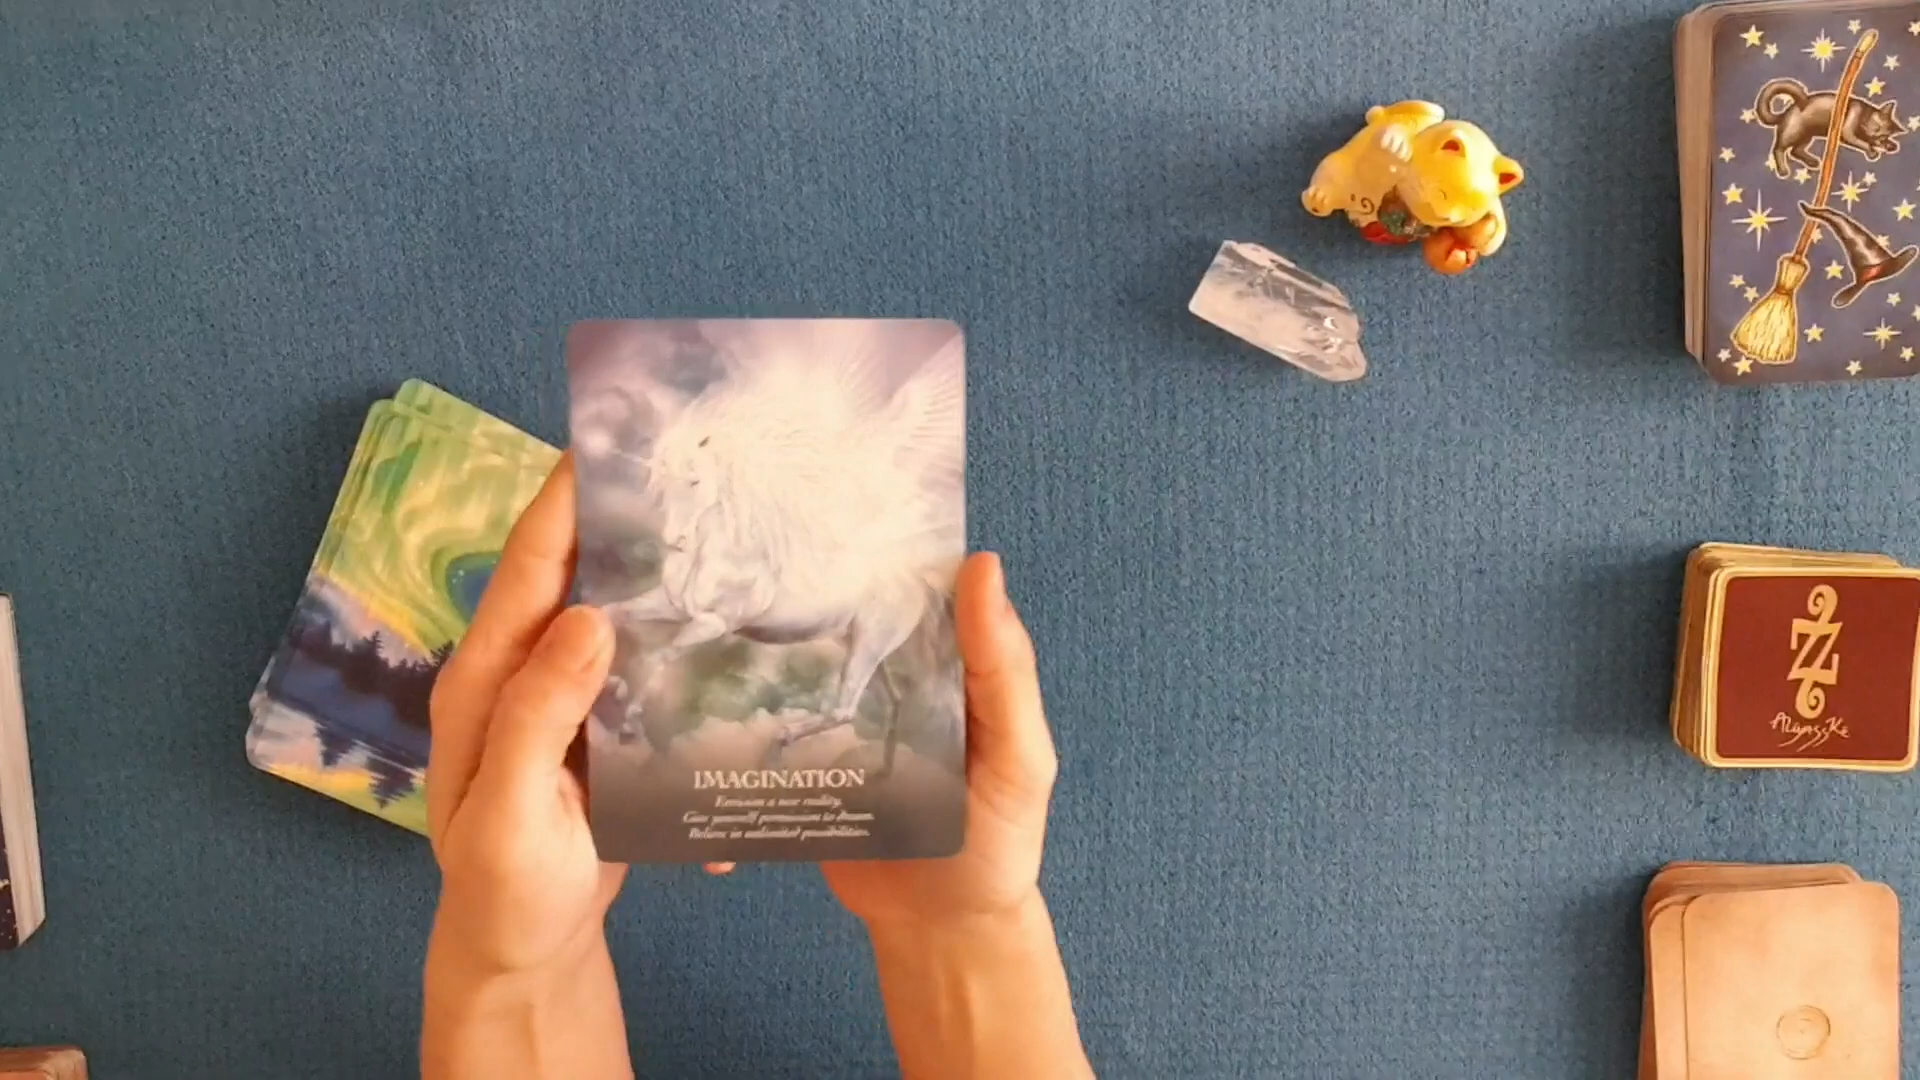 IMAGINATION
Envision a new reality.
Give yourself permission to dream.
Believe in unlimited possibilities.